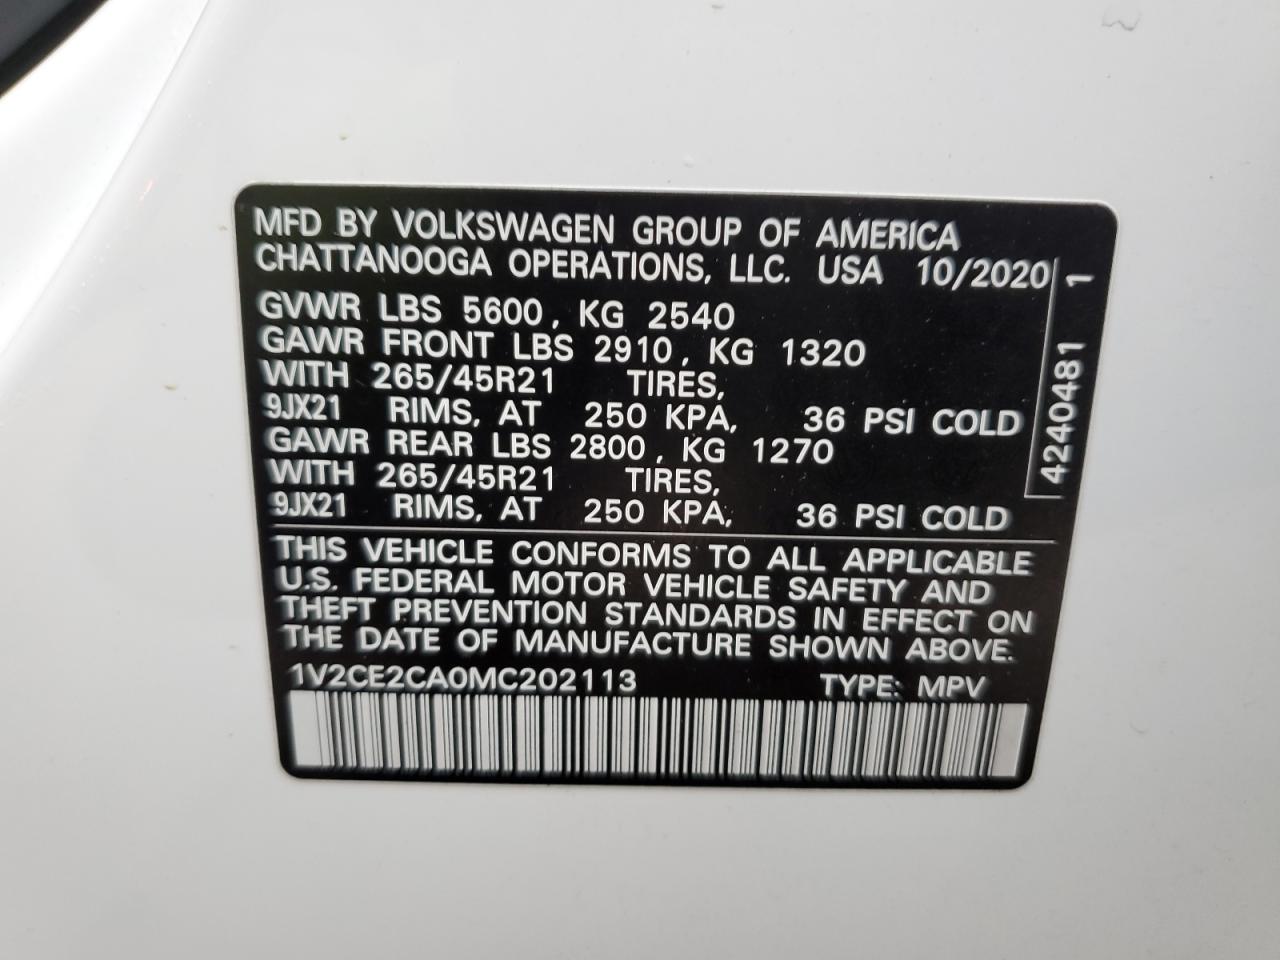 MFD BY VOLKSWAGEN GROUP OF AMERICA
CHATTANOOGA OPERATIONS, LLC. USA 10/2020
GVWR LBS 5600, KG 2540
GAWR FRONT LBS 2910, KG 1320
WITH 265/45R21 TIRES,
9JX21 RIMS, AT 250 KPA, 36 PSI COLD
GAWR REAR LBS 2800, KG 1270
WITH 265/45R21 TIRES,
9JX21 RIMS, AT 250 KPA, 36 PSI COLD
4240481 1
THIS VEHICLE CONFORMS TO ALL APPLICABLE
U.S. FEDERAL MOTOR VEHICLE SAFETY AND
THEFT PREVENTION STANDARDS IN EFFECT ON
THE DATE OF MANUFACTURE SHOWN ABOVE.
1V2CE2CA0MC202113 TYPE: MPV